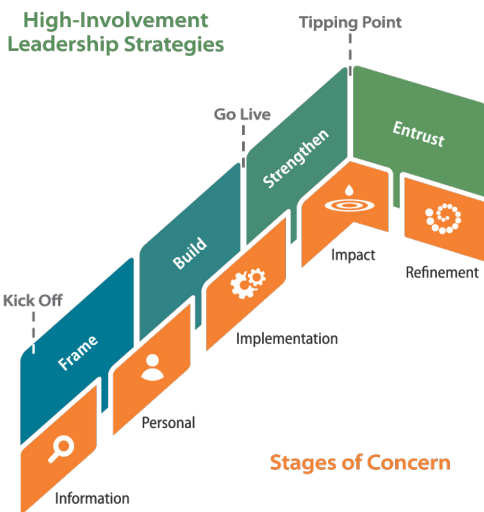 High-Involvement
Leadership Strategies
Tipping Point
Go Live
Kick Off
Frame
Build
Strengthen
Entrust
Information
Personal
Implementation
Impact
Refinement
Stages of Concern